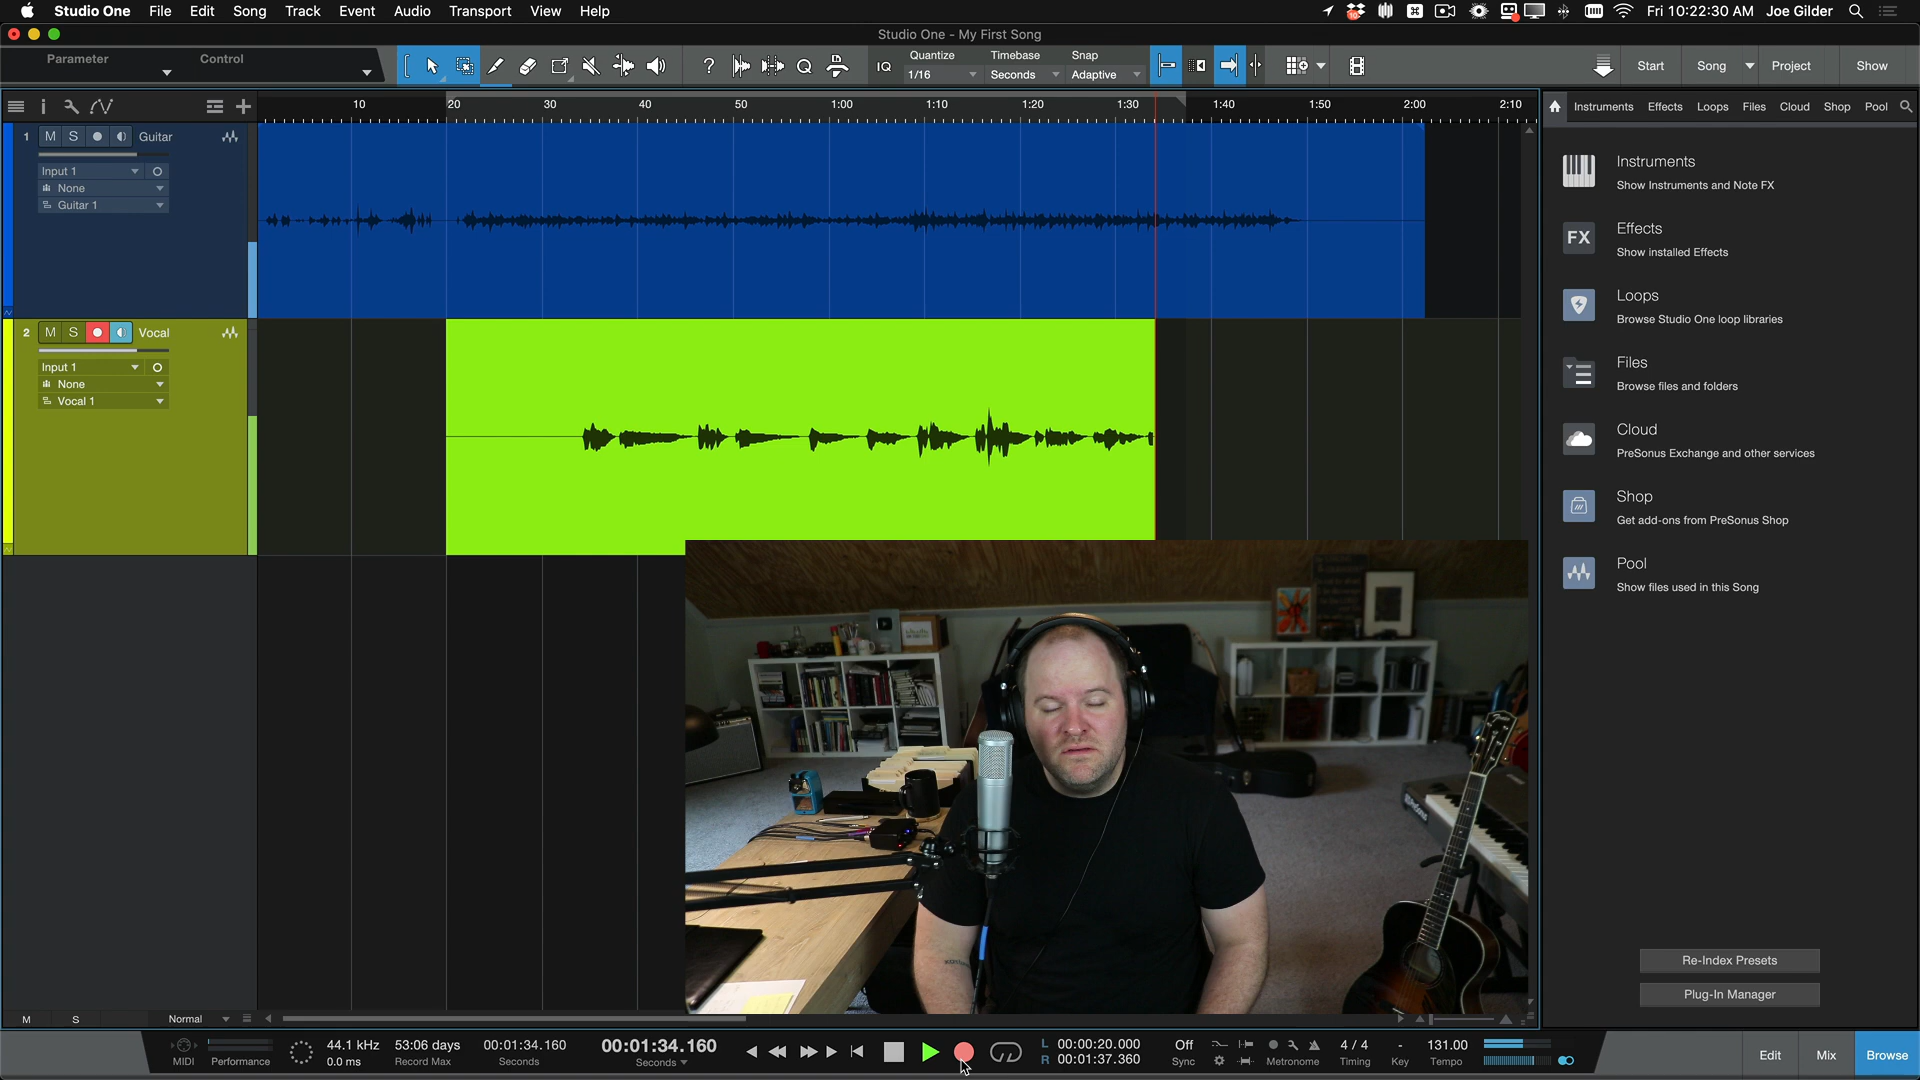 Studio One File Edit Song Track Event Audio Transport View Help
Fri 10:22:30 AM Joe Gilder
Studio One - My First Song
Parameter Control
Quantize Timebase Snap
IQ 1/16 Seconds Adaptive
Start Song Project Show
10 20 30 40 50 1:00 1:10 1:20 1:30 1:40 1:50 2:00 2:10
Instruments Effects Loops Files Cloud Shop Pool
1 M S Guitar
Input 1
None
Guitar 1
2 M S Vocal
Input 1
None
Vocal 1
Instruments
Show Instruments and Note FX
FX
Effects
Show installed Effects
Loops
Browse Studio One loop libraries
Files
Browse files and folders
Cloud
PreSonus Exchange and other services
Shop
Get add-ons from PreSonus Shop
Pool
Show files used in this Song
Re-Index Presets
Plug-In Manager
M S Normal
MIDI
Performance
44.1 kHz
0.0 ms
53:06 days
Record Max
00:01:34.160
Seconds
00:01:34.160
Seconds
L 00:00:20.000
R 00:01:37.360
Off
Sync
Metronome
4 / 4
Timing
-
Key
131.00
Tempo
Edit Mix Browse